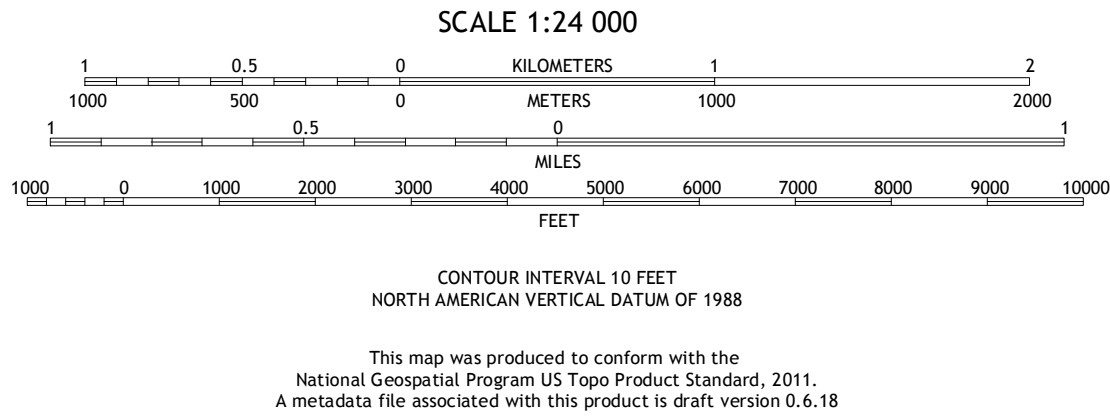 SCALE 1:24 000
1 0.5 0 KILOMETERS 1 2
1000 500 0 METERS 1000 2000
1 0.5 0 1
MILES
1000 0 1000 2000 3000 4000 5000 6000 7000 8000 9000 10000
FEET
CONTOUR INTERVAL 10 FEET
NORTH AMERICAN VERTICAL DATUM OF 1988
This map was produced to conform with the
National Geospatial Program US Topo Product Standard, 2011.
A metadata file associated with this product is draft version 0.6.18